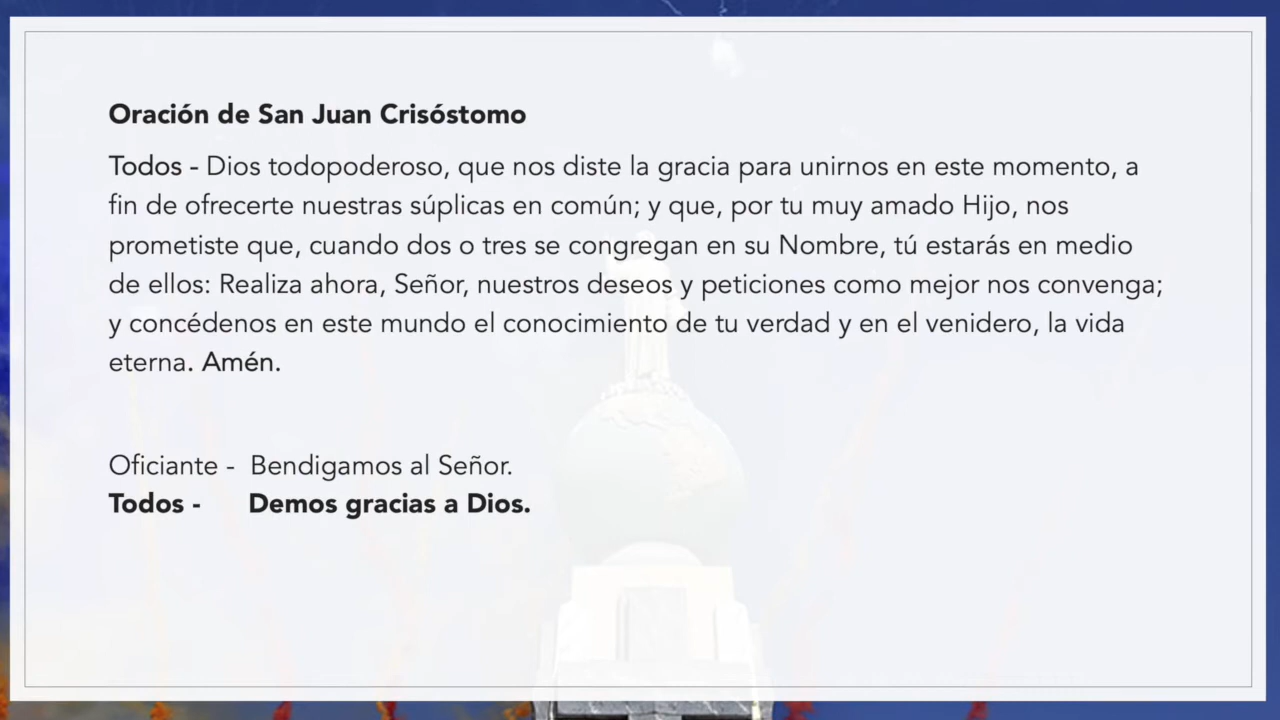 Oración de San Juan Crisóstomo
Todos - Dios todopoderoso, que nos diste la gracia para unirnos en este momento, a
fin de ofrecerte nuestras súplicas en común; y que, por tu muy amado Hijo, nos
prometiste que, cuando dos o tres se congregan en su Nombre, tú estarás en medio
de ellos: Realiza ahora, Señor, nuestros deseos y peticiones como mejor nos convenga;
y concédenos en este mundo el conocimiento de tu verdad y en el venidero, la vida
eterna. Amén.
Oficiante - Bendigamos al Señor.
Todos - Demos gracias a Dios.